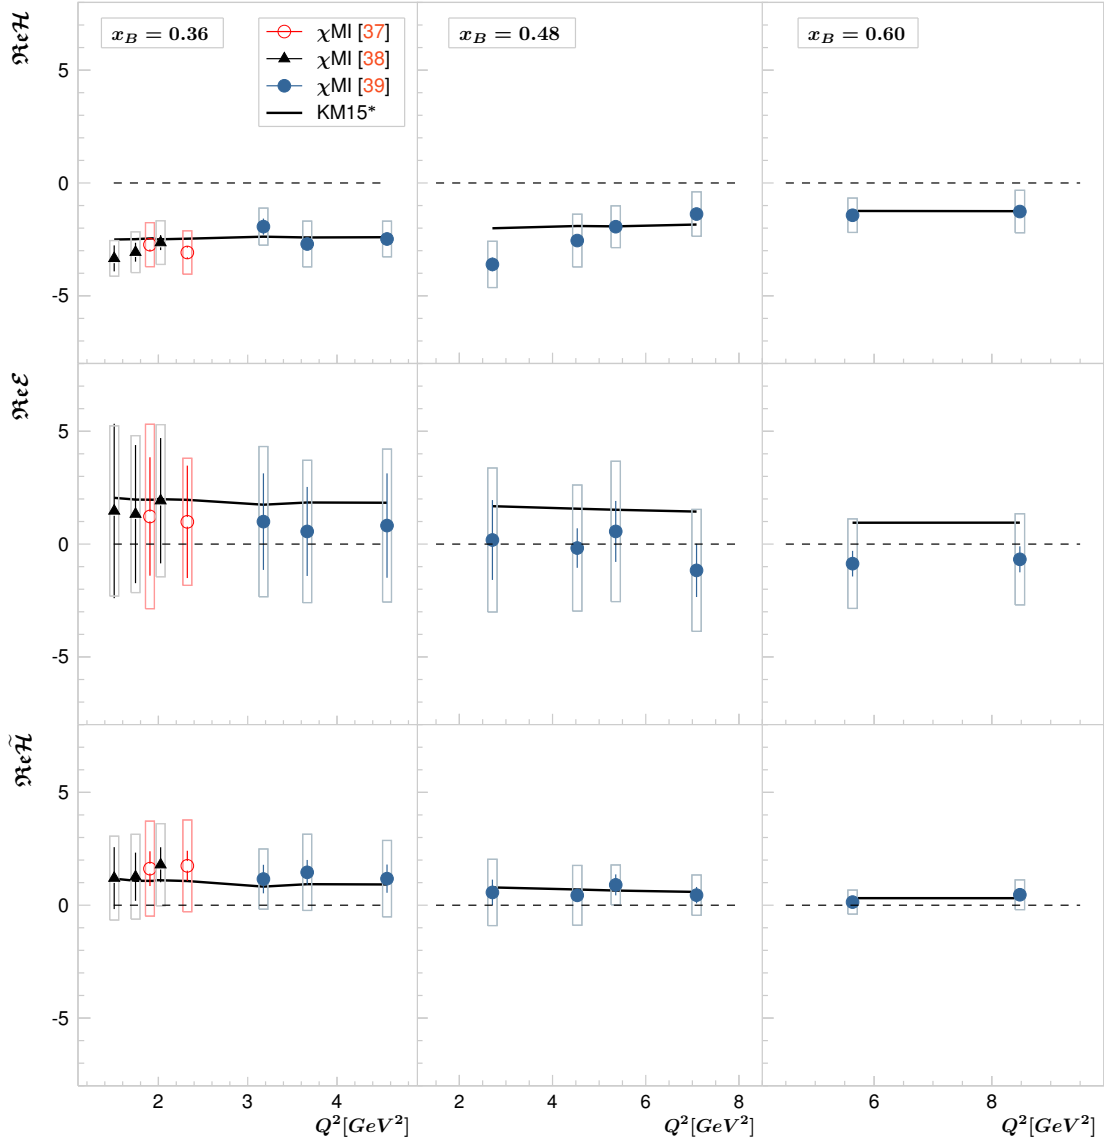 ℜeℋ
x_B = 0.36
χMI [37]
χMI [38]
χMI [39]
KM15*
x_B = 0.48
x_B = 0.60
5
0
-5
ℜeℰ
5
0
-5
ℜeℋ̃
5
0
-5
2 3 4
2 4 6 8
6 8
Q²[GeV²]
Q²[GeV²]
Q²[GeV²]